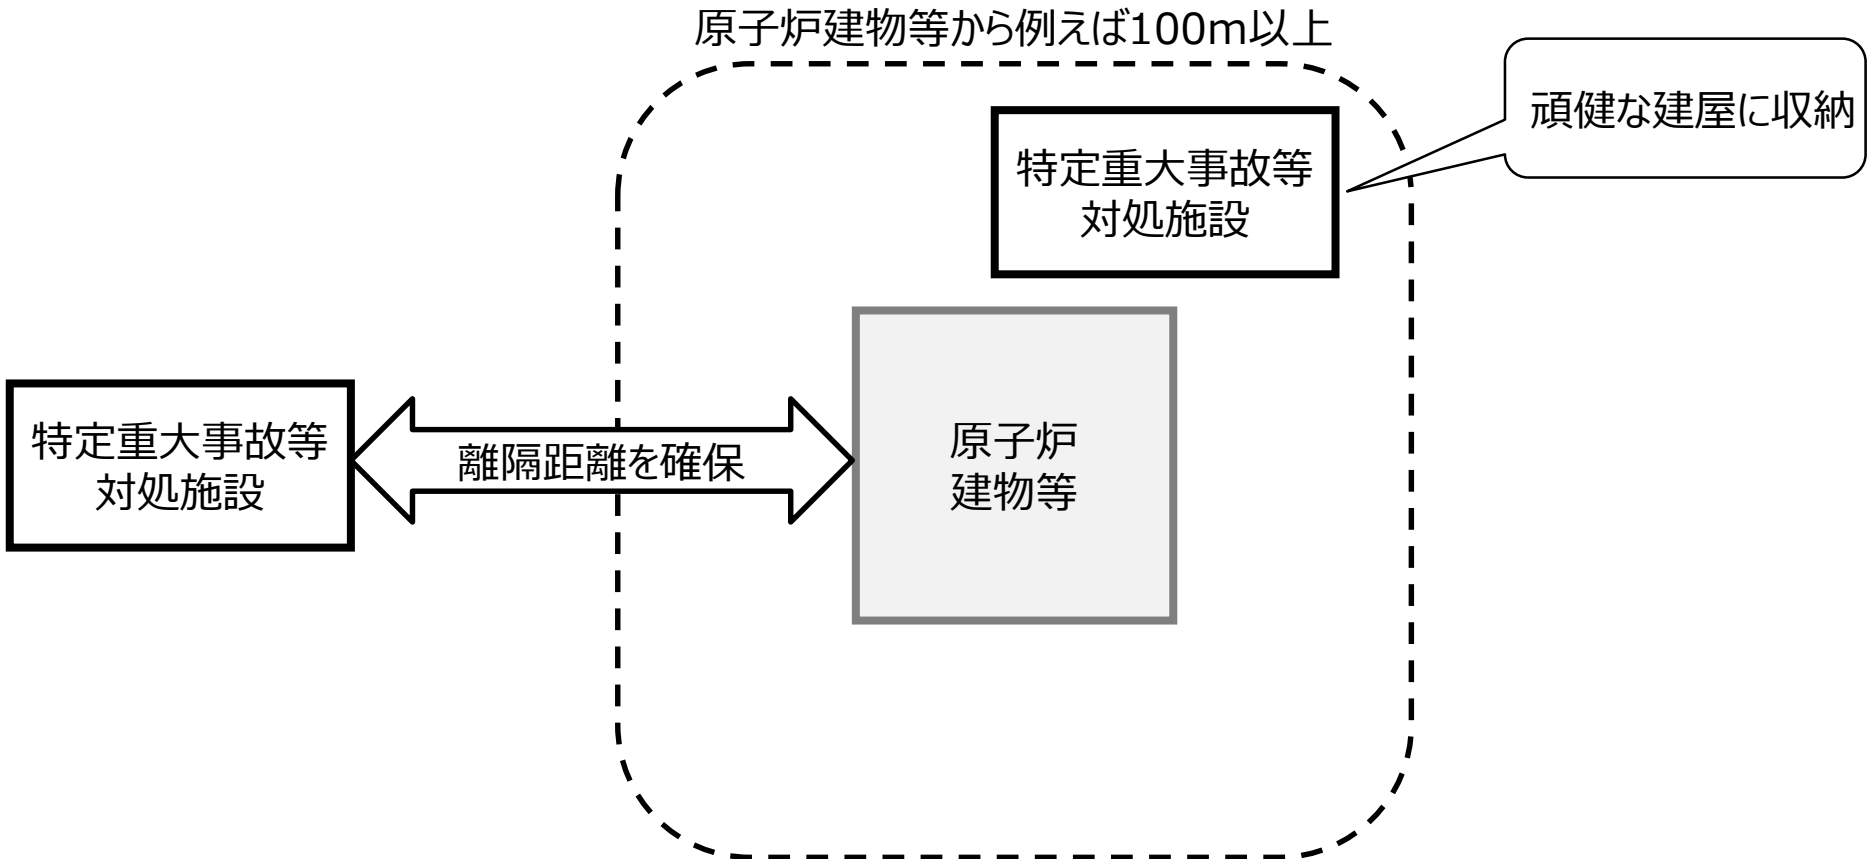 原子炉建物等から例えば100m以上
頑健な建屋に収納
特定重大事故等
対処施設
特定重大事故等
対処施設
離隔距離を確保
原子炉
建物等